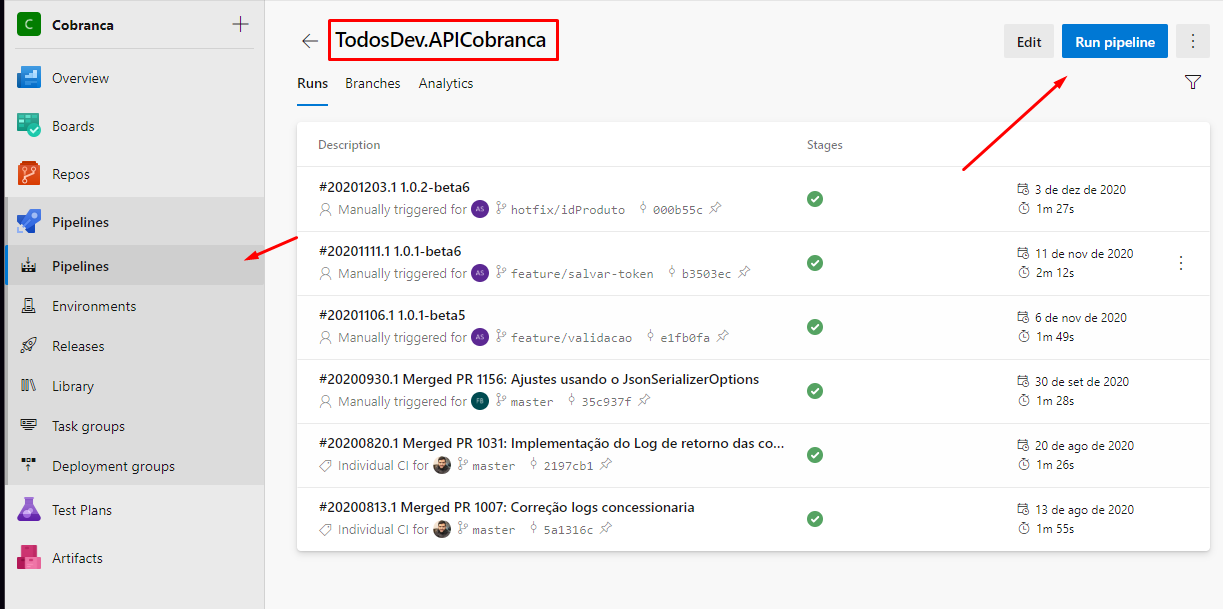 C Cobranca
Overview
Boards
Repos
Pipelines
Pipelines
Environments
Releases
Library
Task groups
Deployment groups
Test Plans
Artifacts
TodosDev.APICobranca
Edit
Run pipeline
Runs Branches Analytics
Description Stages
#20201203.1 1.0.2-beta6
Manually triggered for AS hotfix/idProduto 000b55c
3 de dez de 2020
1m 27s
#20201111.1 1.0.1-beta6
Manually triggered for AS feature/salvar-token b3503ec
11 de nov de 2020
2m 12s
#20201106.1 1.0.1-beta5
Manually triggered for AS feature/validacao e1fb0fa
6 de nov de 2020
1m 49s
#20200930.1 Merged PR 1156: Ajustes usando o JsonSerializerOptions
Manually triggered for FB master 35c937f
30 de set de 2020
1m 28s
#20200820.1 Merged PR 1031: Implementação do Log de retorno das co...
Individual CI for master 2197cb1
20 de ago de 2020
1m 26s
#20200813.1 Merged PR 1007: Correção logs concessionaria
Individual CI for master 5a1316c
13 de ago de 2020
1m 55s